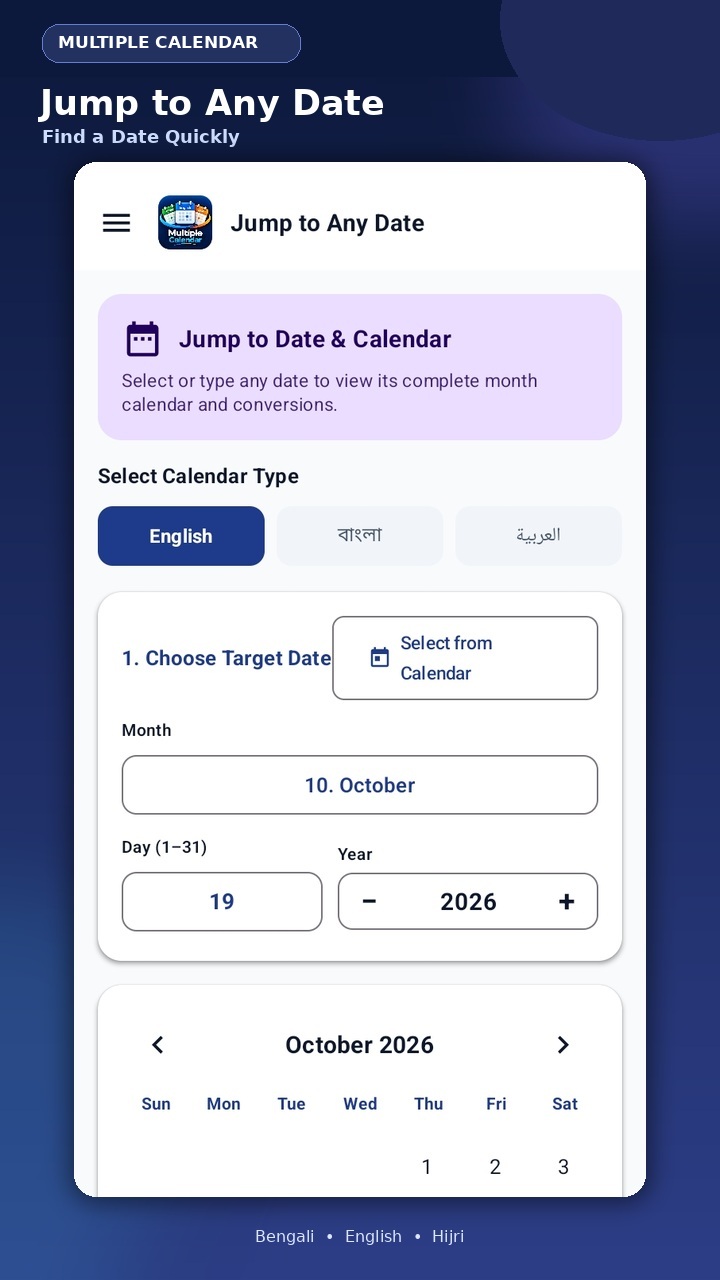 MULTIPLE CALENDAR
Jump to Any Date
Find a Date Quickly
Multiple
Calendar
Jump to Any Date
Jump to Date & Calendar
Select or type any date to view its complete month
calendar and conversions.
Select Calendar Type
English
বাংলা
العربية
1. Choose Target Date
Select from
Calendar
Month
10. October
Day (1–31)
Year
19
− 2026 +
October 2026
Sun Mon Tue Wed Thu Fri Sat
1 2 3
Bengali • English • Hijri